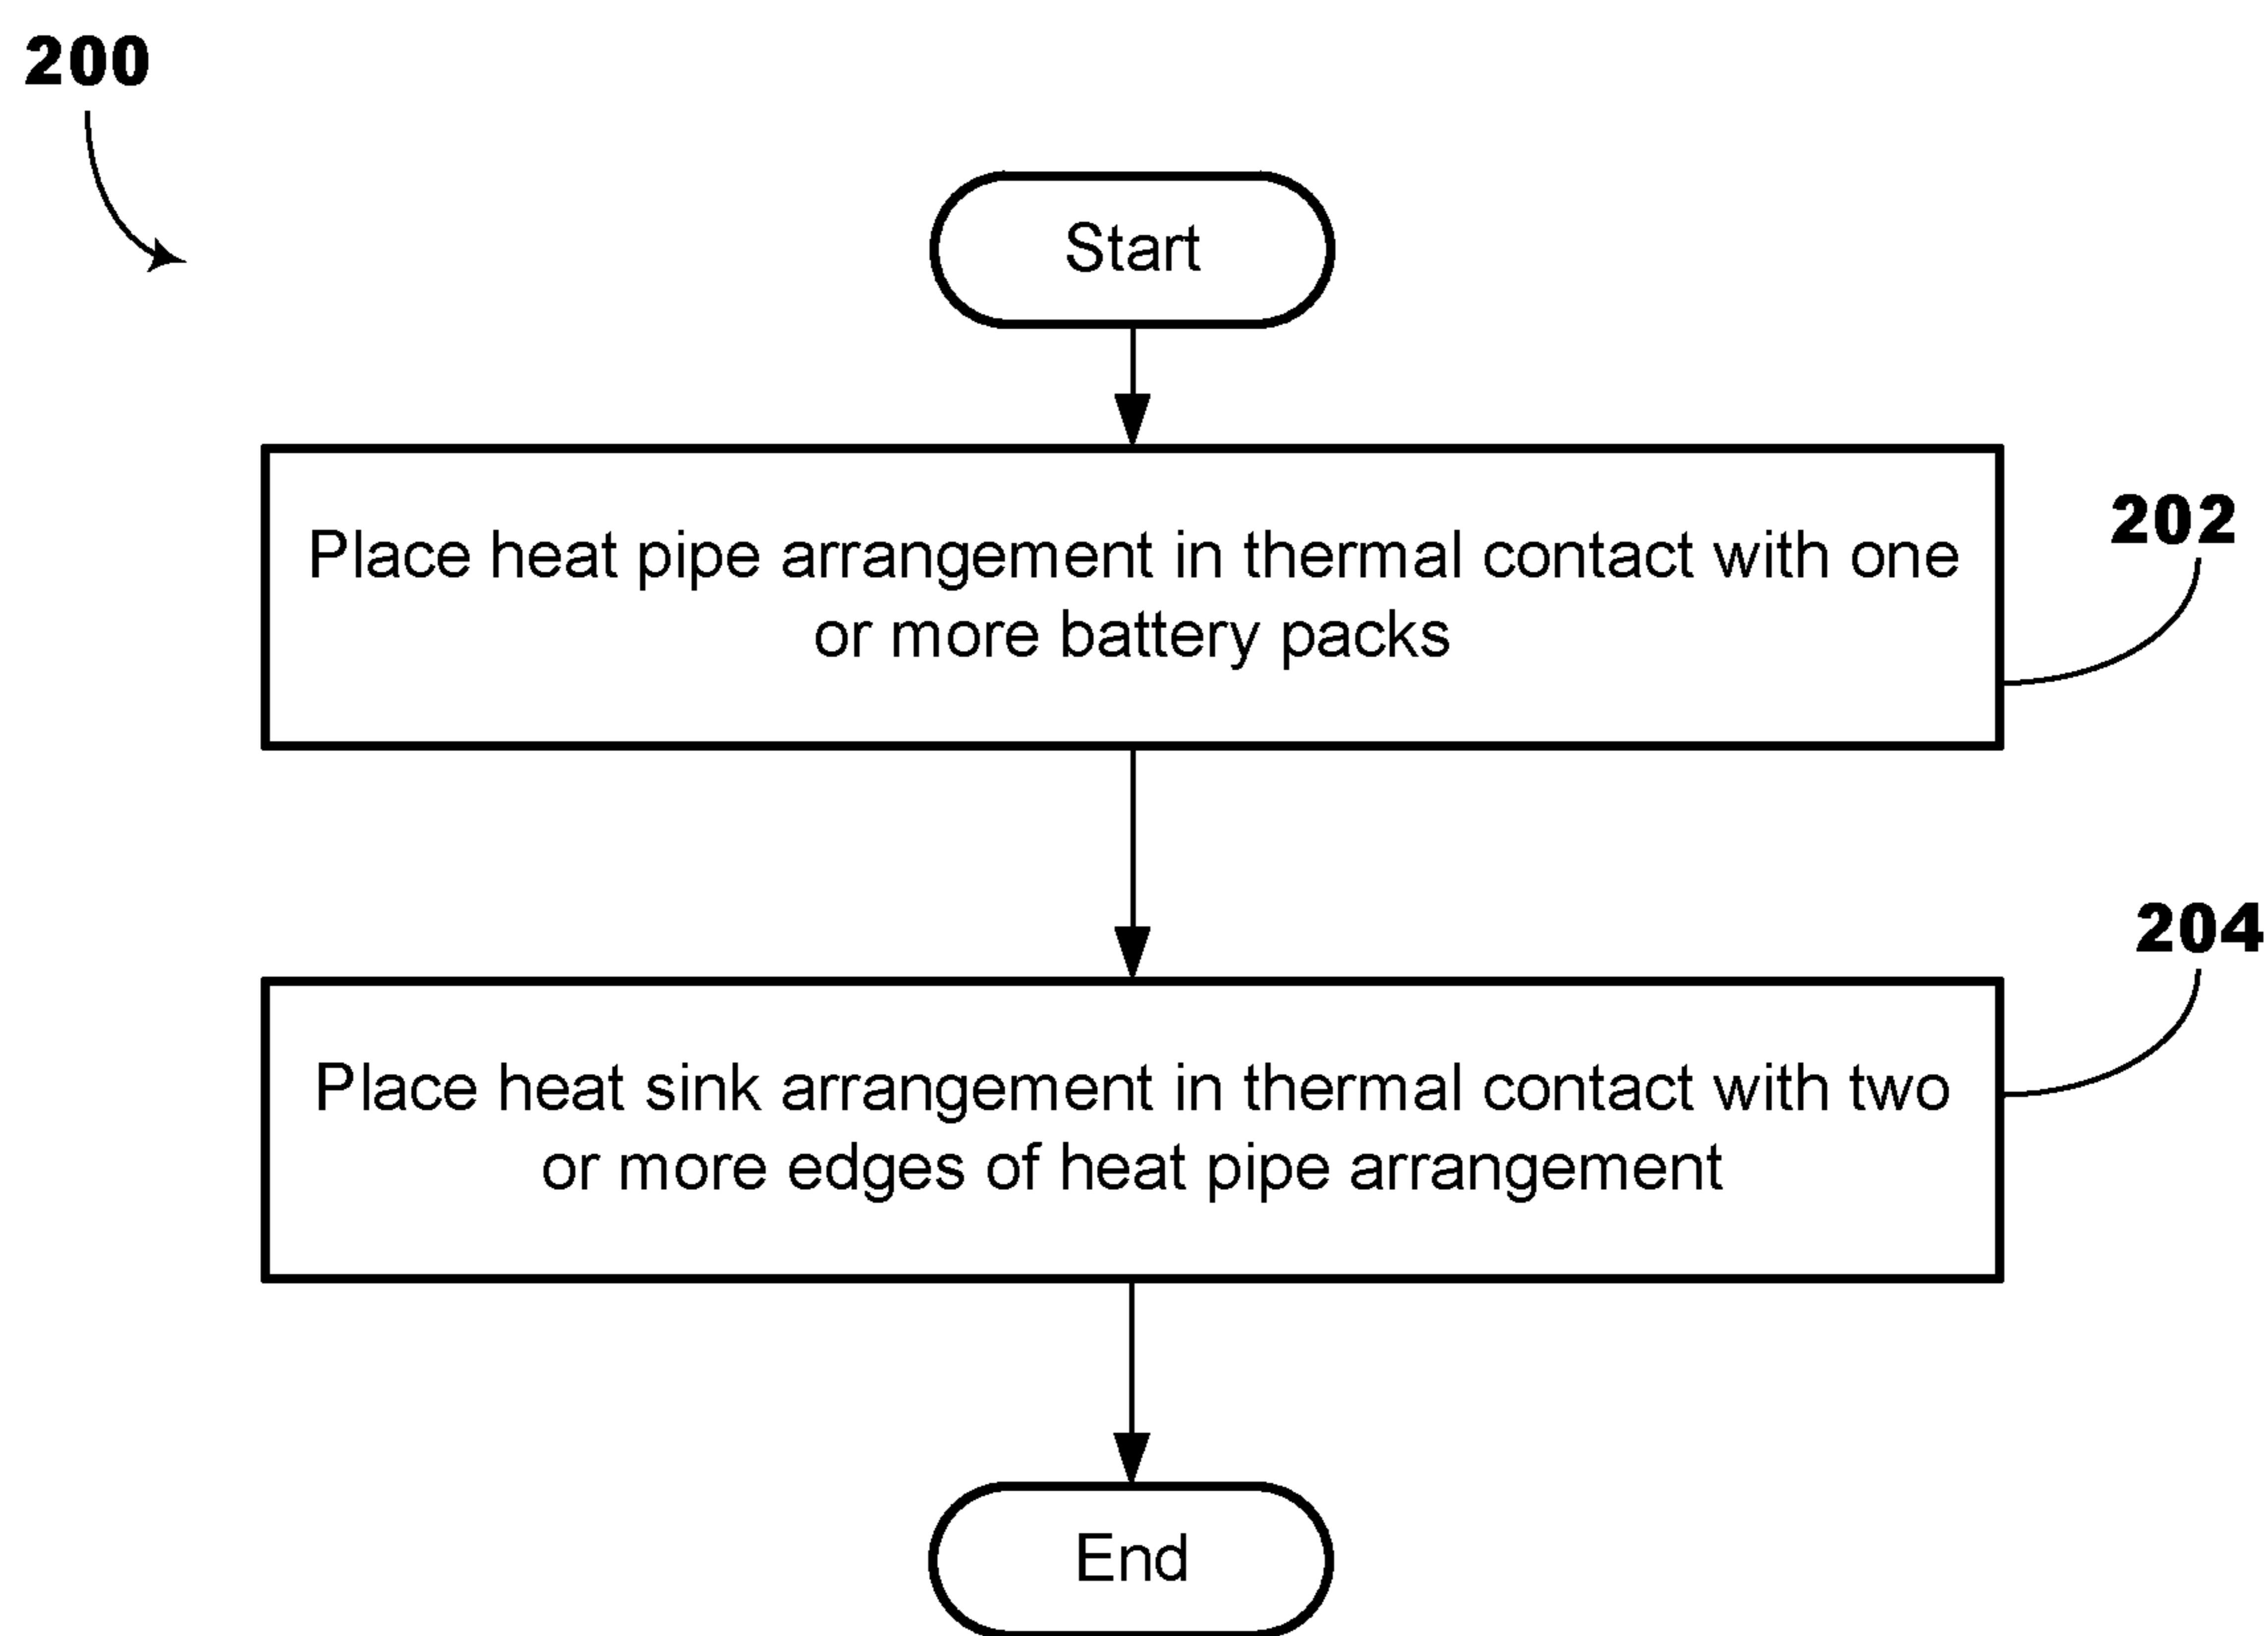 200
Start
Place heat pipe arrangement in thermal contact with one
or more battery packs
202
Place heat sink arrangement in thermal contact with two
or more edges of heat pipe arrangement
204
End